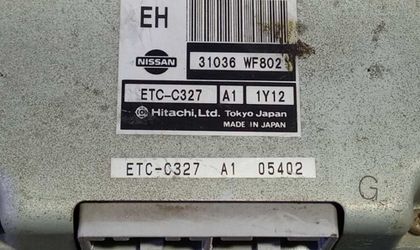 EH
NISSAN 31036 WF802
ETC-C327 A1 1Y12
Hitachi, Ltd. Tokyo Japan
MADE IN JAPAN
ETC-C327 A1 05402
G